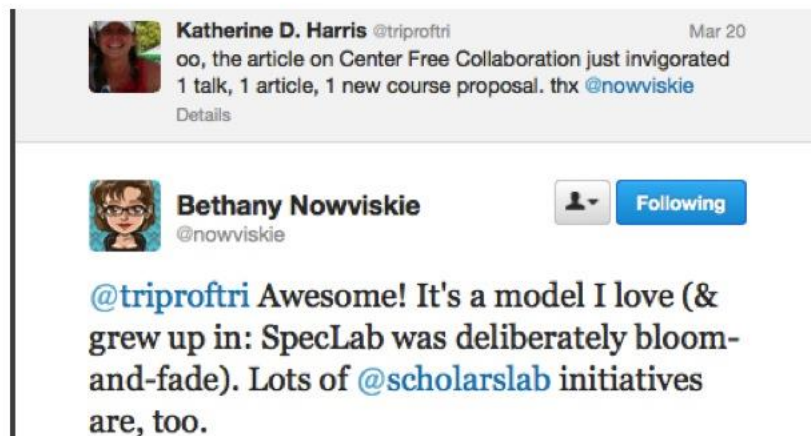 Katherine D. Harris @triproftri Mar 20
oo, the article on Center Free Collaboration just invigorated
1 talk, 1 article, 1 new course proposal. thx @nowviskie
Details
Bethany Nowviskie
@nowviskie
Following
@triproftri Awesome! It's a model I love (&
grew up in: SpecLab was deliberately bloom-
and-fade). Lots of @scholarslab initiatives
are, too.